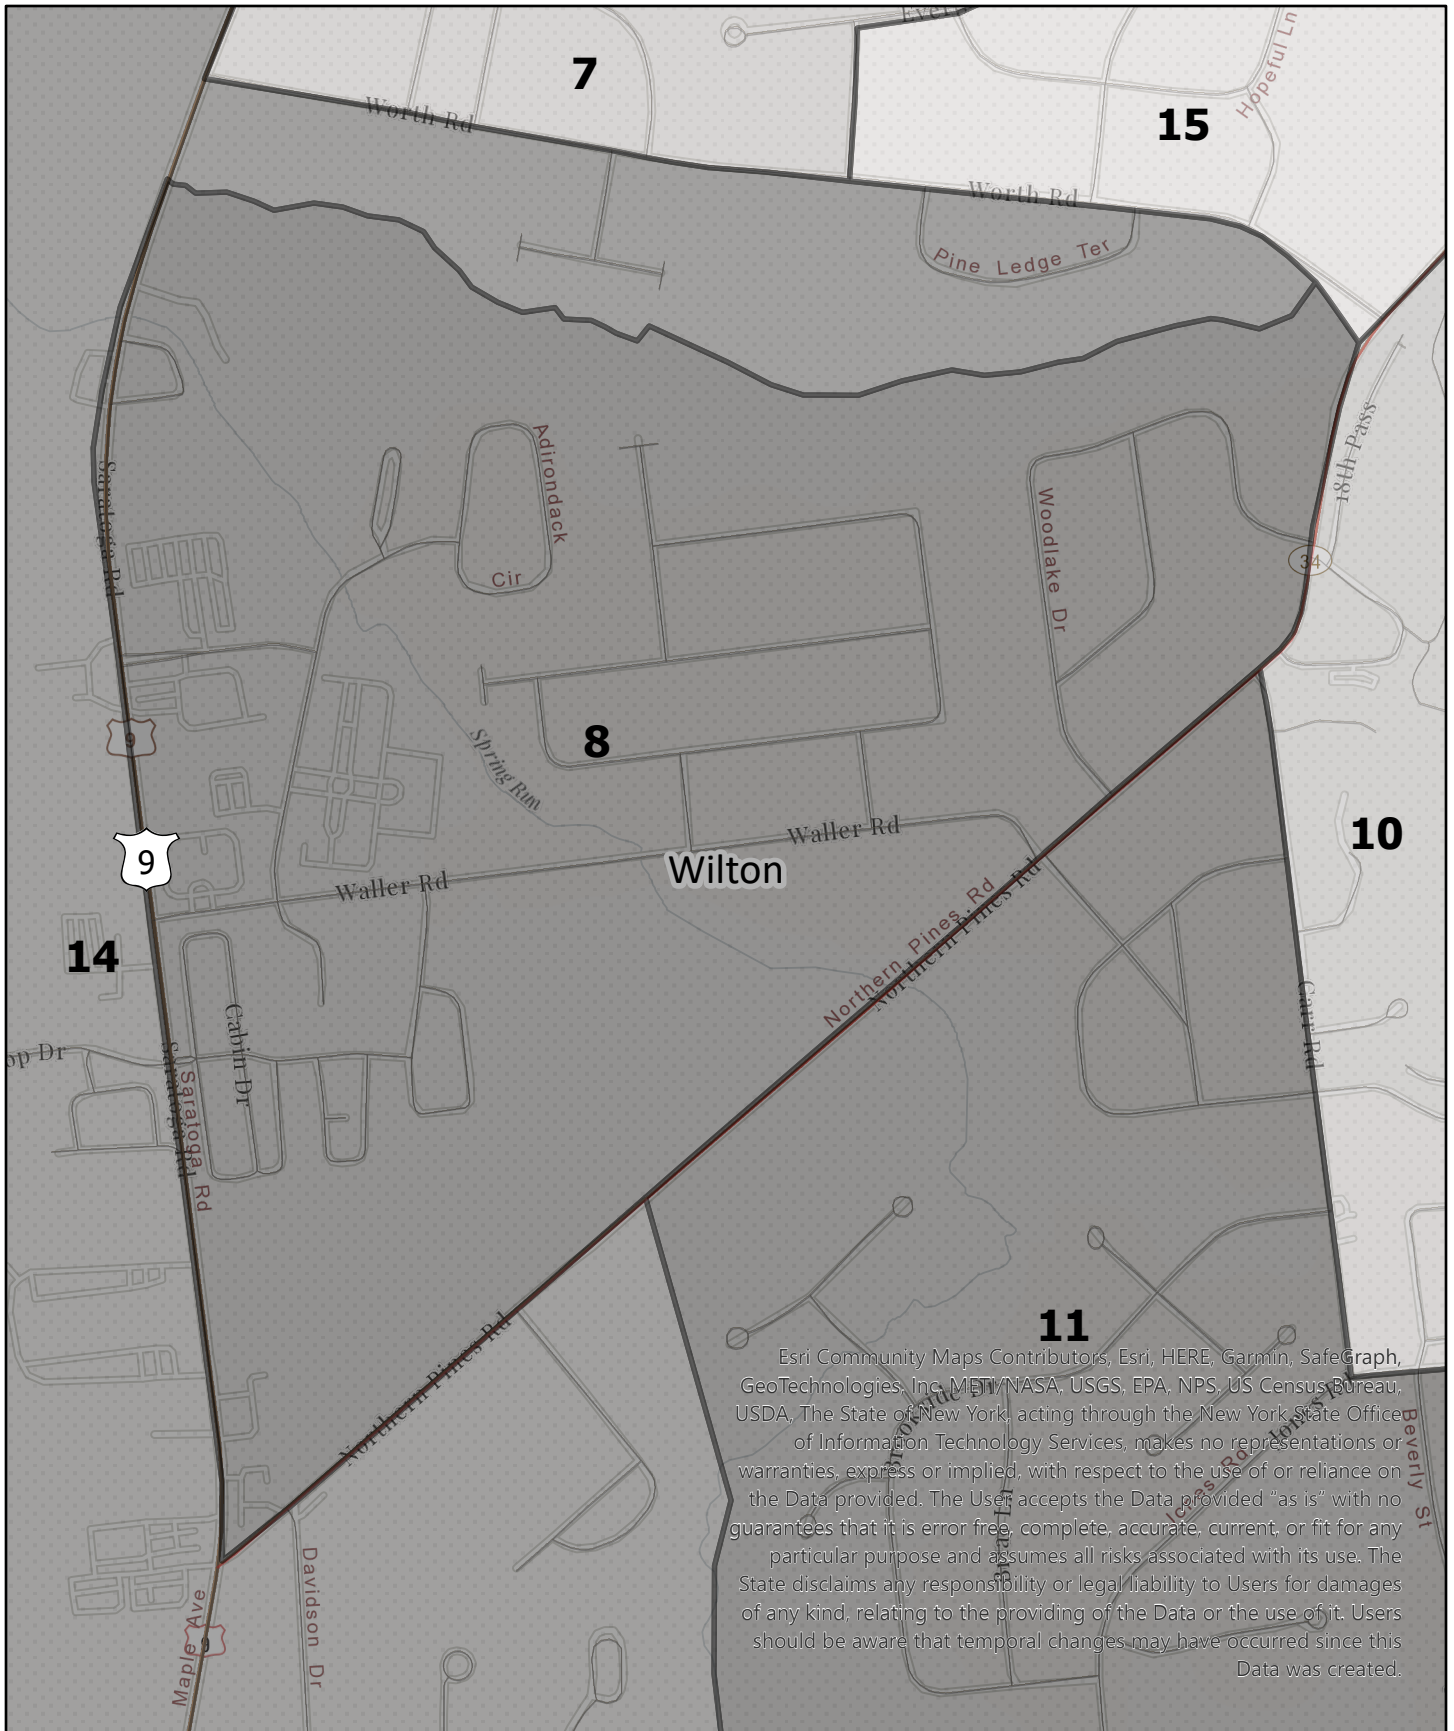 7
15
Hopeful Ln
Worth Rd
Worth Rd
Pine Ledge Ter
18th Pass
Adirondack
Cir
Saratoga Rd
Woodlake Dr
34
9
8
Spring Run
9
Waller Rd
Waller Rd
Wilton
10
14
Northern Pines Rd
Northern Pines Rd
Cabin Dr
Carr Rd
op Dr
Saratoga Rd
Saratoga Rd
Northern Pines Rd
11
Esri Community Maps Contributors, Esri, HERE, Garmin, SafeGraph,
GeoTechnologies, Inc, METI/NASA, USGS, EPA, NPS, US Census Bureau,
USDA, The State of New York, acting through the New York State Office
of Information Technology Services, makes no representations or
warranties, express or implied, with respect to the use of or reliance on
the Data provided. The User accepts the Data provided "as is" with no
guarantees that it is error free, complete, accurate, current, or fit for any
particular purpose and assumes all risks associated with its use. The
State disclaims any responsibility or legal liability to Users for damages
of any kind, relating to the providing of the Data or the use of it. Users
should be aware that temporal changes may have occurred since this
Data was created.
Jones Rd
Jones Rd
Beverly St
Davidson Dr
Maple Ave
9